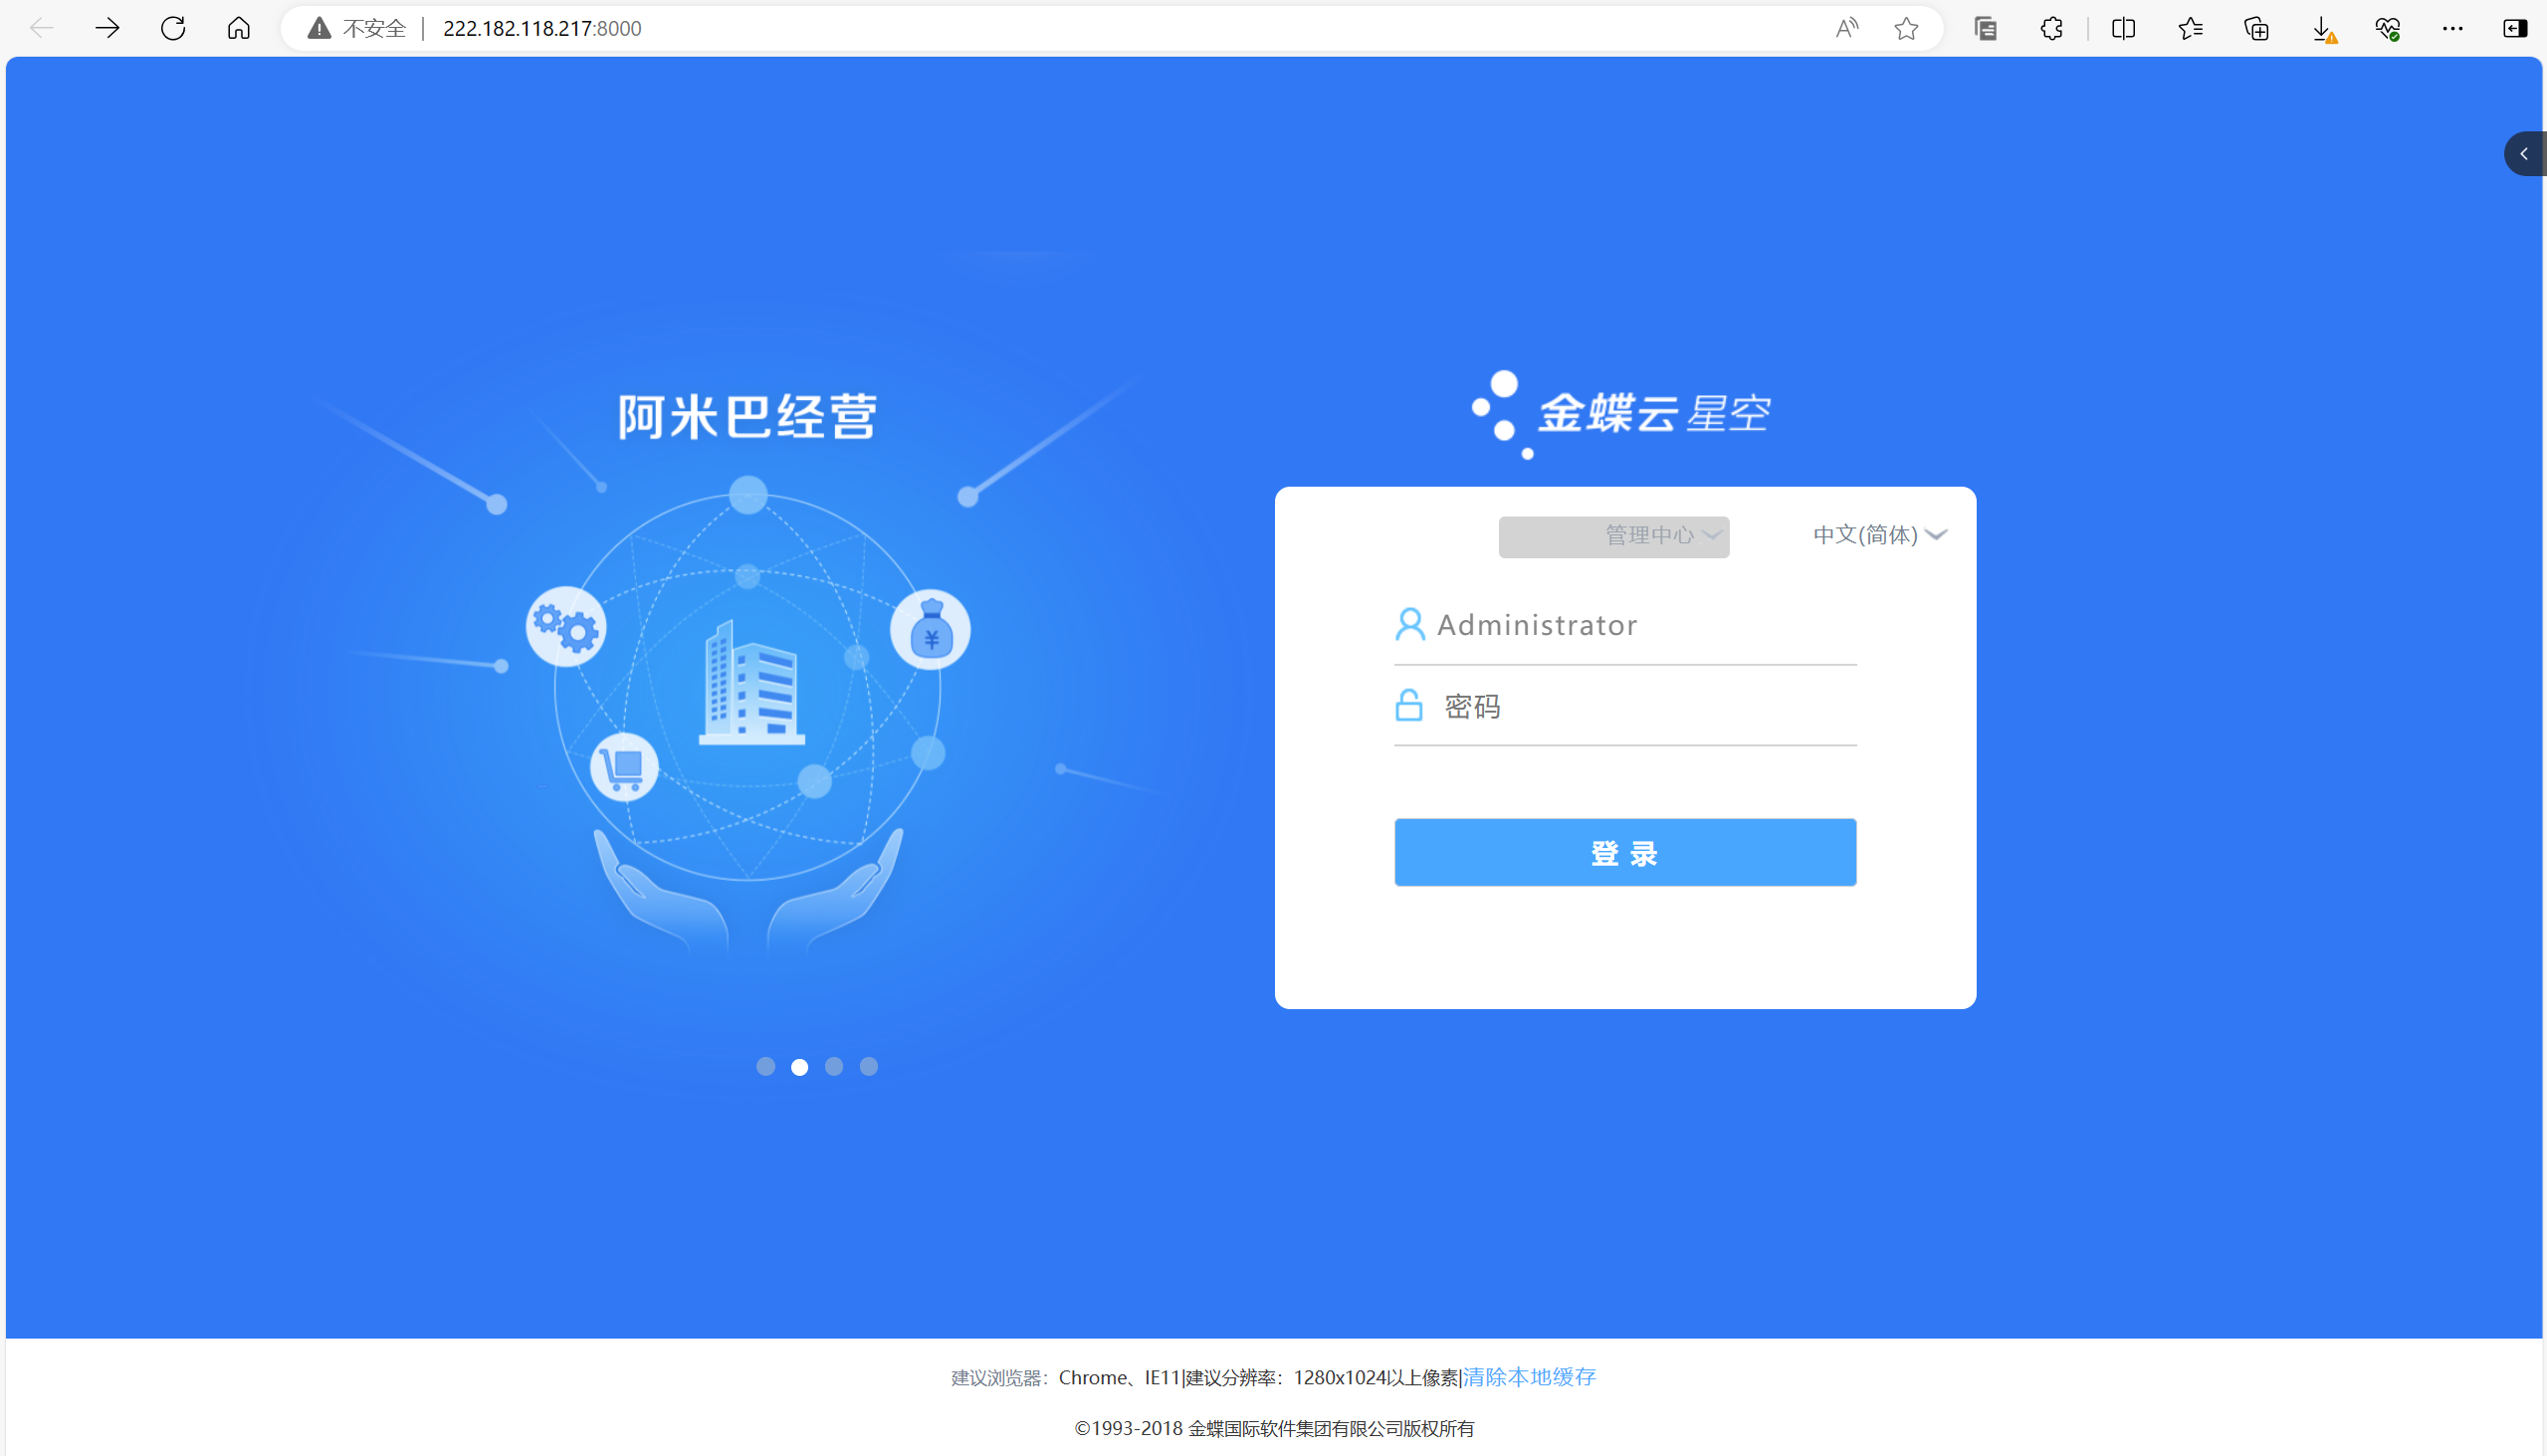 不安全 222.182.118.217:8000
阿米巴经营
金蝶云 星空
管理中心 中文(简体)
Administrator
密码
登 录
建议浏览器：Chrome、IE11|建议分辨率：1280x1024以上像素|清除本地缓存
©1993-2018 金蝶国际软件集团有限公司版权所有